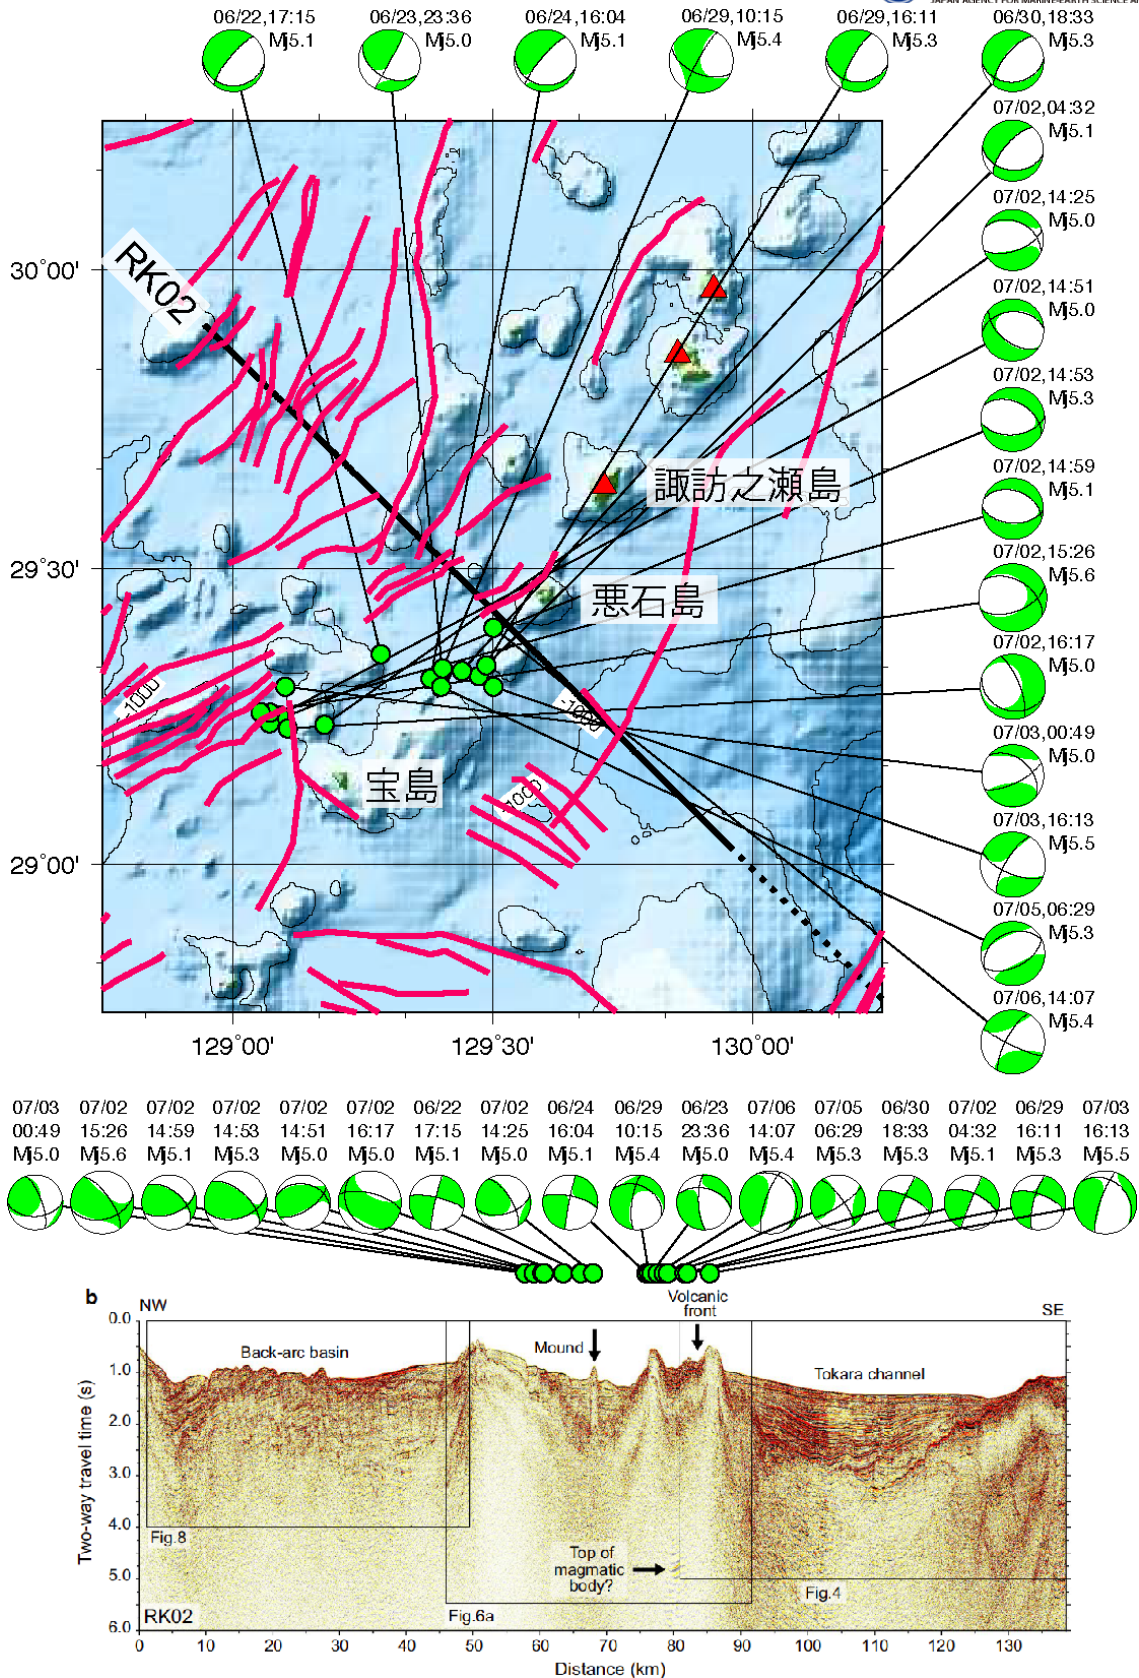 JAPAN AGENCY FOR MARINE-EARTH SCIENCE A
06/22,17:15
Mj5.1
06/23,23:36
Mj5.0
06/24,16:04
Mj5.1
06/29,10:15
Mj5.4
06/29,16:11
Mj5.3
06/30,18:33
Mj5.3
07/02,04:32
Mj5.1
07/02,14:25
Mj5.0
07/02,14:51
Mj5.0
07/02,14:53
Mj5.3
07/02,14:59
Mj5.1
07/02,15:26
Mj5.6
07/02,16:17
Mj5.0
07/03,00:49
Mj5.0
07/03,16:13
Mj5.5
07/05,06:29
Mj5.3
07/06,14:07
Mj5.4
30°00'
29°30'
29°00'
RK02
諏訪之瀬島
悪石島
宝島
-1000
-1000
-1000
129°00' 129°30' 130°00'
07/03 07/02 07/02 07/02 07/02 07/02 06/22 07/02 06/24 06/29 06/23 07/06 07/05 06/30 07/02 06/29 07/03
00:49 15:26 14:59 14:53 14:51 16:17 17:15 14:25 16:04 10:15 23:36 14:07 06:29 18:33 04:32 16:11 16:13
Mj5.0 Mj5.6 Mj5.1 Mj5.3 Mj5.0 Mj5.0 Mj5.1 Mj5.0 Mj5.1 Mj5.4 Mj5.0 Mj5.4 Mj5.3 Mj5.3 Mj5.1 Mj5.3 Mj5.5
b
NW
Volcanic
front
SE
Back-arc basin
Mound
Tokara channel
Two-way travel time (s)
0.0
1.0
2.0
3.0
4.0
5.0
6.0
Fig.8
Top of
magmatic
body?
Fig.4
Fig.6a
RK02
0 10 20 30 40 50 60 70 80 90 100 110 120 130
Distance (km)